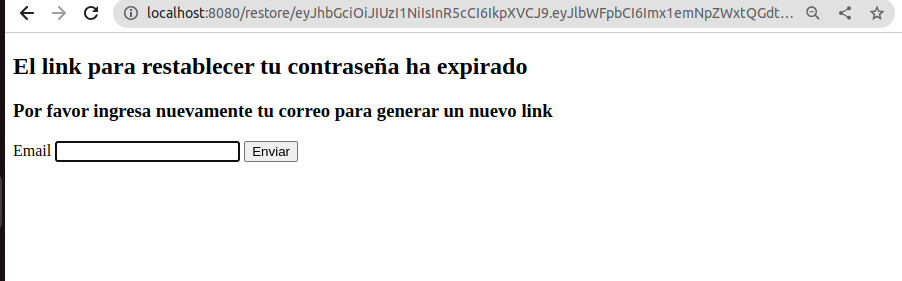 localhost:8080/restore/eyJhbGciOiJIUzI1NiIsInR5cCI6IkpXVCJ9.eyJlbWFpbCI6Imx1emNpZWxtQGdt...
El link para restablecer tu contraseña ha expirado
Por favor ingresa nuevamente tu correo para generar un nuevo link
Email Enviar